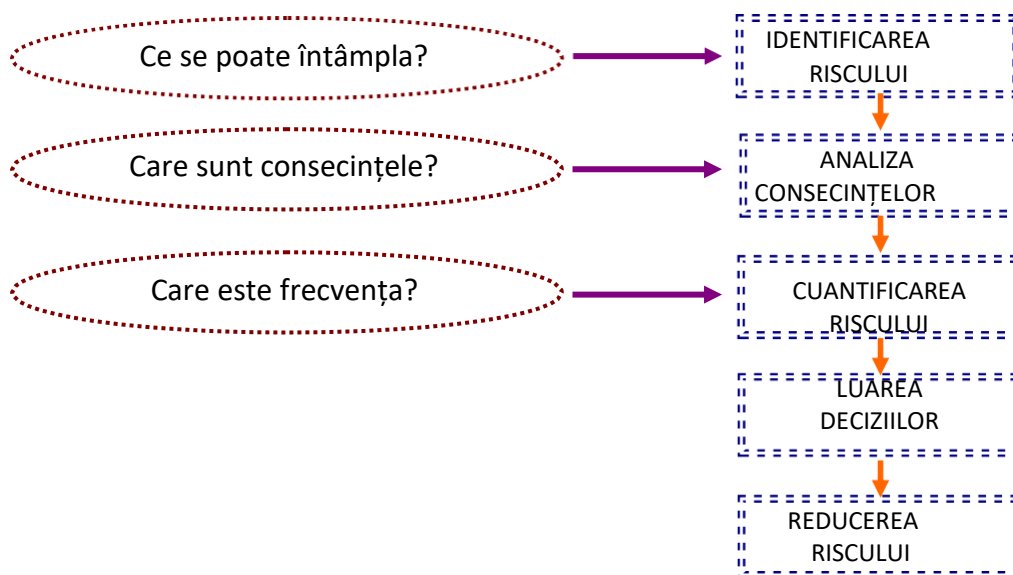 Ce se poate întâmpla?
IDENTIFICAREA
RISCULUI
Care sunt consecințele?
ANALIZA
CONSECINȚELOR
Care este frecvența?
CUANTIFICAREA
RISCULUI
LUAREA
DECIZIILOR
REDUCEREA
RISCULUI